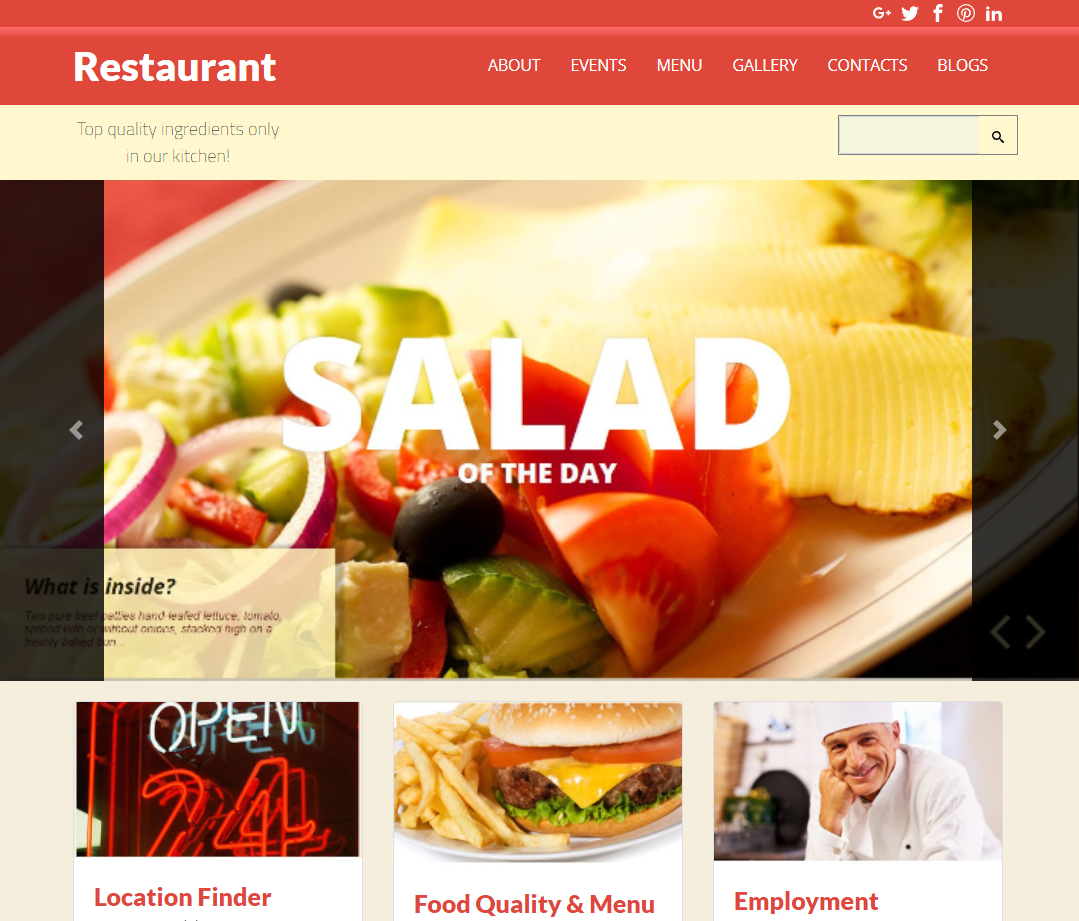 Restaurant
ABOUT EVENTS MENU GALLERY CONTACTS BLOGS
Top quality ingredients only
in our kitchen!
SALAD
OF THE DAY
What is inside?
Two pure beef patties hand-leafed lettuce, tomato,
spread with or without onions, stacked high on a
freshly baked bun...
OPEN
24
Location Finder
Food Quality & Menu
Employment